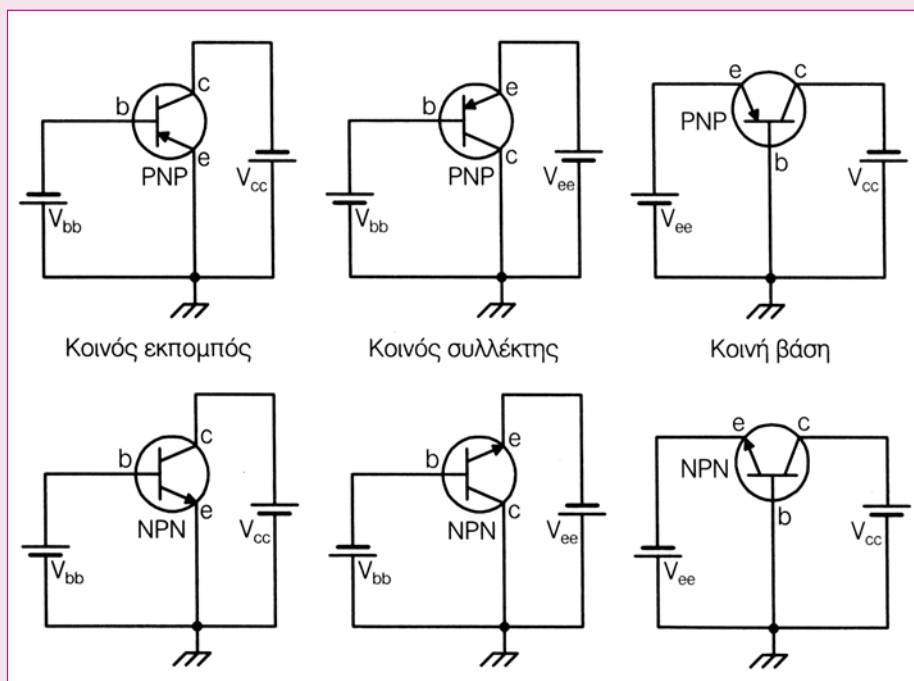 c
b
e
PNP
V_bb
V_cc
e
b
c
PNP
V_bb
V_ee
e
c
PNP
b
V_ee
V_cc
Κοινός εκπομπός
Κοινός συλλέκτης
Κοινή βάση
c
b
e
NPN
V_bb
V_cc
e
b
c
NPN
V_bb
V_ee
e
c
NPN
b
V_ee
V_cc